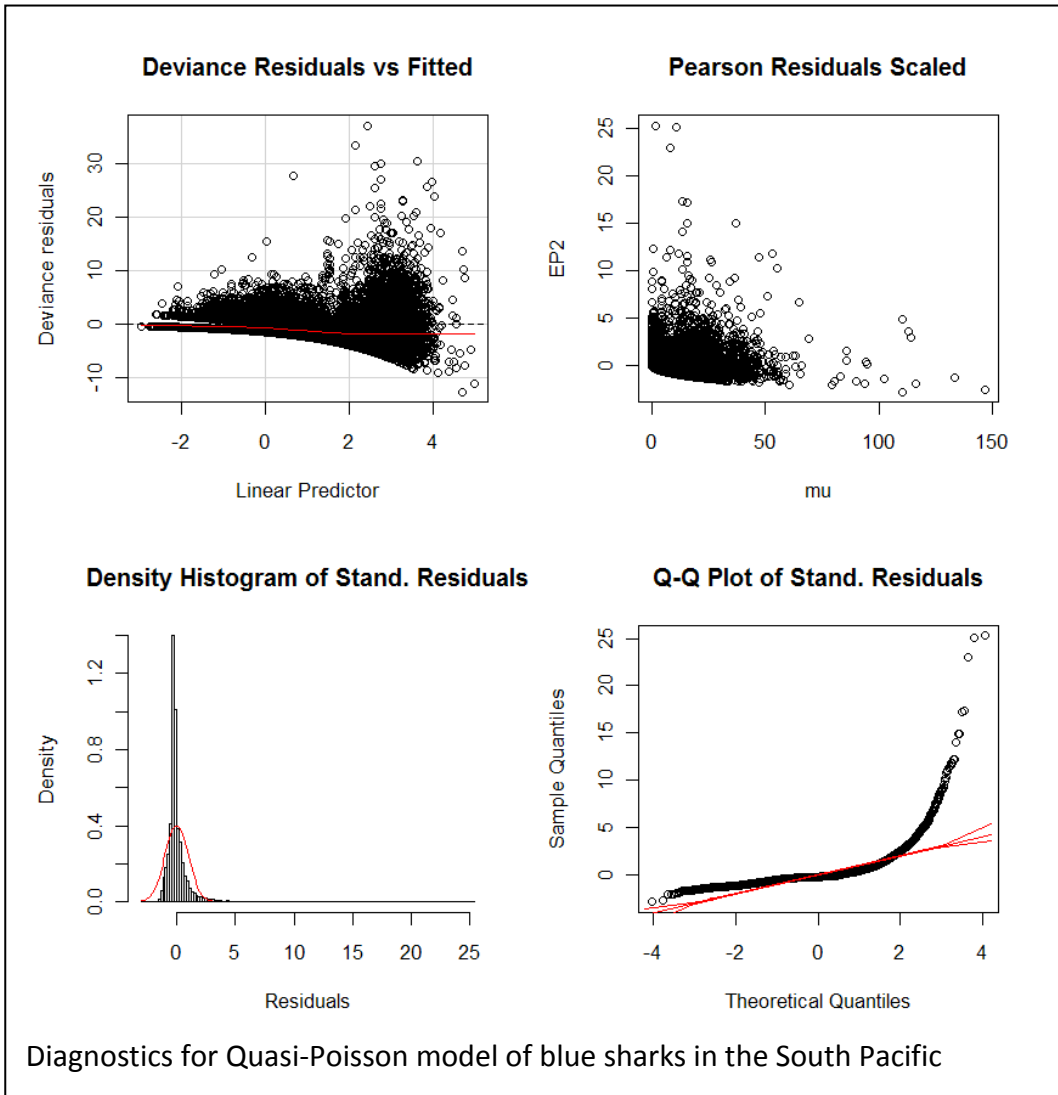 Deviance Residuals vs Fitted
Deviance residuals
30
20
10
0
-10
-2 0 2 4
Linear Predictor
Pearson Residuals Scaled
EP2
25
20
15
10
5
0
0 50 100 150
mu
Density Histogram of Stand. Residuals
Density
1.2
0.8
0.4
0.0
0 5 10 15 20 25
Residuals
Q-Q Plot of Stand. Residuals
Sample Quantiles
25
20
15
10
5
0
-4 -2 0 2 4
Theoretical Quantiles
Diagnostics for Quasi-Poisson model of blue sharks in the South Pacific